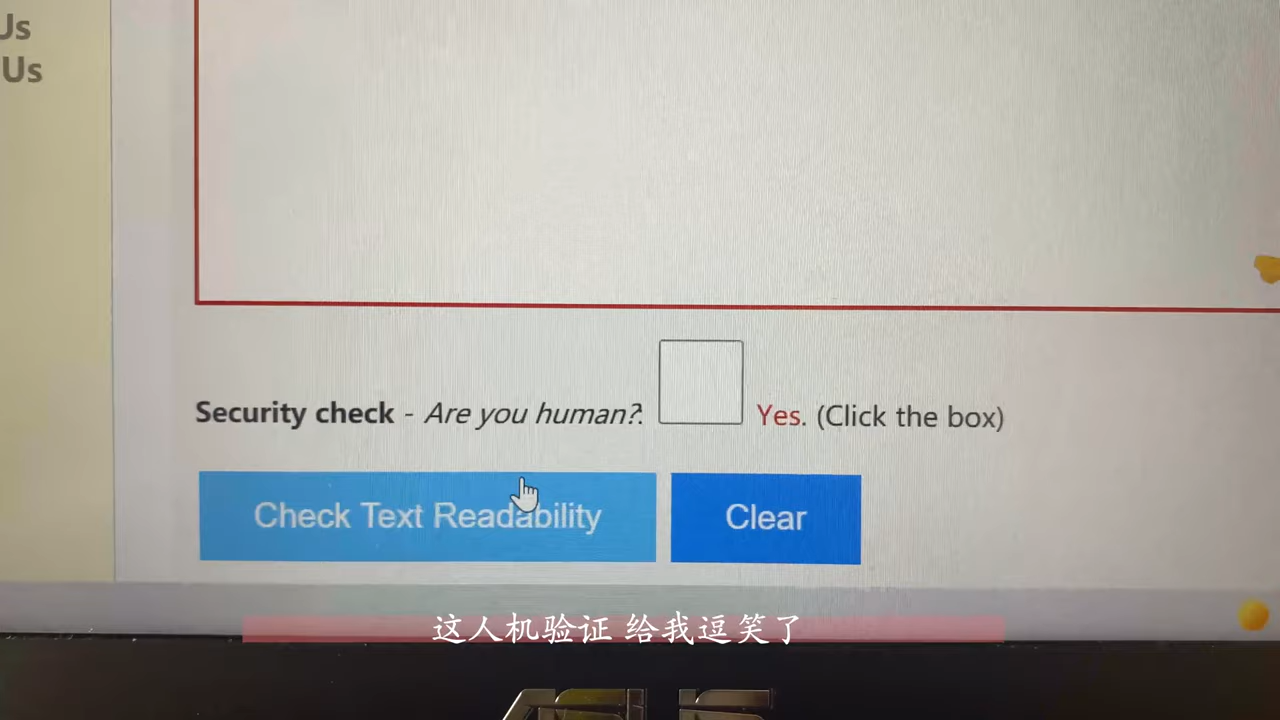 Us
Us
Security check - Are you human?: Yes. (Click the box)
Check Text Readability
Clear
这人机验证 给我逗笑了